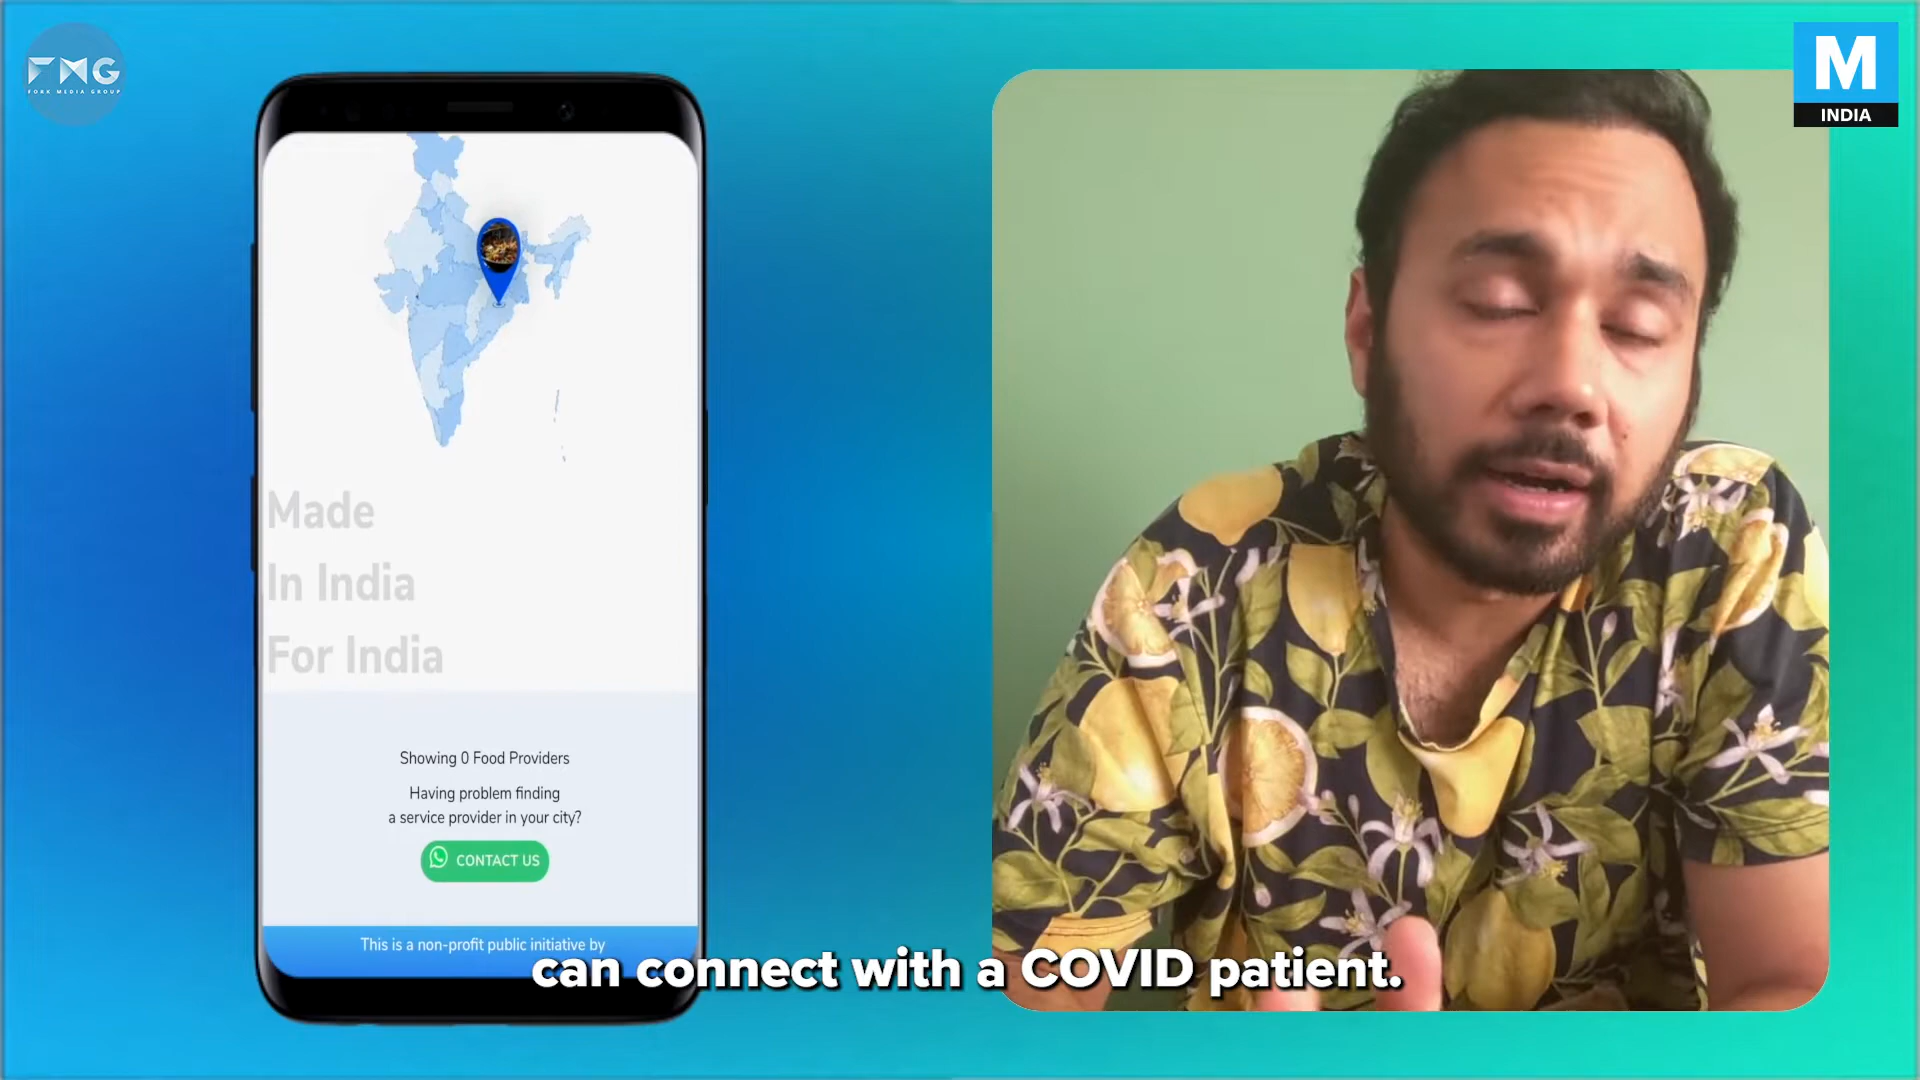 FMG
FORK MEDIA GROUP
M
INDIA
Made
In India
For India
Showing 0 Food Providers
Having problem finding
a service provider in your city?
CONTACT US
This is a non-profit public initiative by
can connect with a COVID patient.